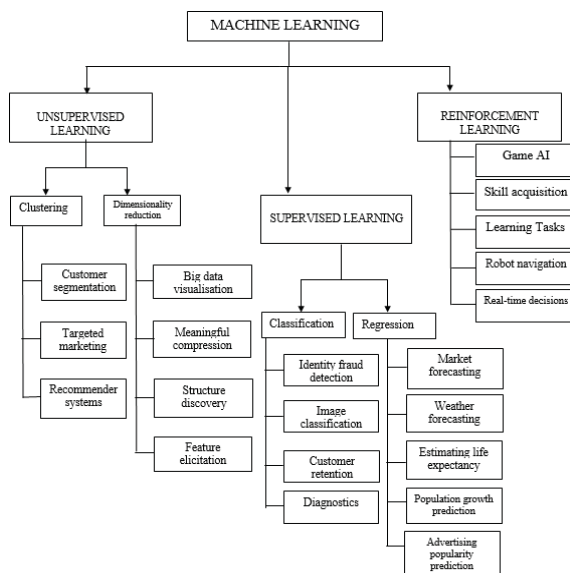 MACHINE LEARNING
UNSUPERVISED
LEARNING
Clustering
Customer
segmentation
Targeted
marketing
Recommender
systems
Dimensionality
reduction
Big data
visualisation
Meaningful
compression
Structure
discovery
Feature
elicitation
SUPERVISED LEARNING
Classification
Identity fraud
detection
Image
classification
Customer
retention
Diagnostics
Regression
Market
forecasting
Weather
forecasting
Estimating life
expectancy
Population growth
prediction
Advertising
popularity
prediction
REINFORCEMENT
LEARNING
Game AI
Skill acquisition
Learning Tasks
Robot navigation
Real-time decisions